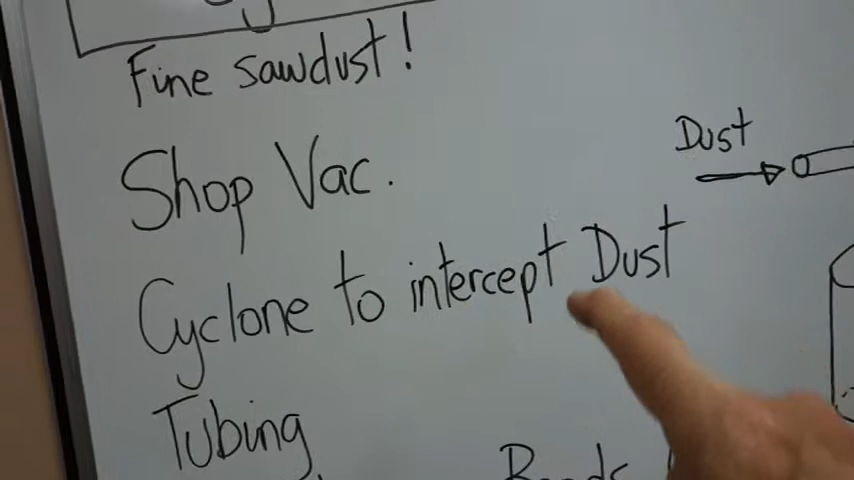 Fine sawdust!
Shop Vac.
Dust
Cyclone to intercept Dust
Tubing